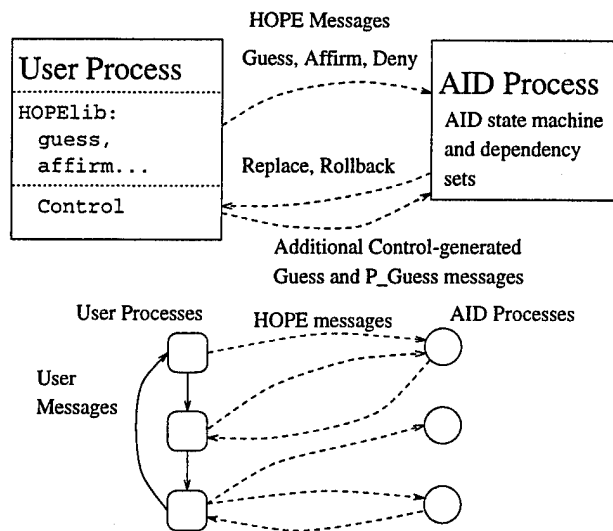 HOPE Messages
User Process
HOPElib:
guess,
affirm...
Control
Guess, Affirm, Deny
Replace, Rollback
AID Process
AID state machine
and dependency
sets
Additional Control-generated
Guess and P_Guess messages
User Processes
HOPE messages
AID Processes
User
Messages